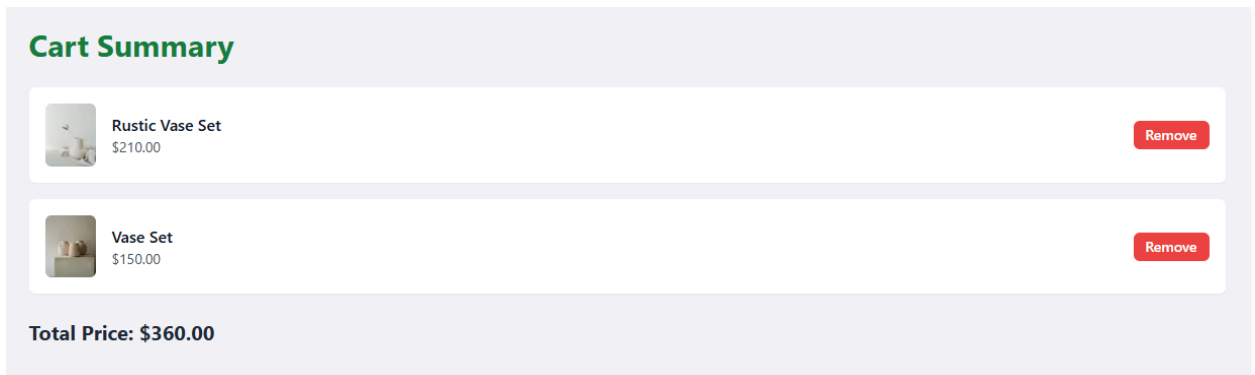 Cart Summary
Rustic Vase Set
$210.00
Remove
Vase Set
$150.00
Remove
Total Price: $360.00